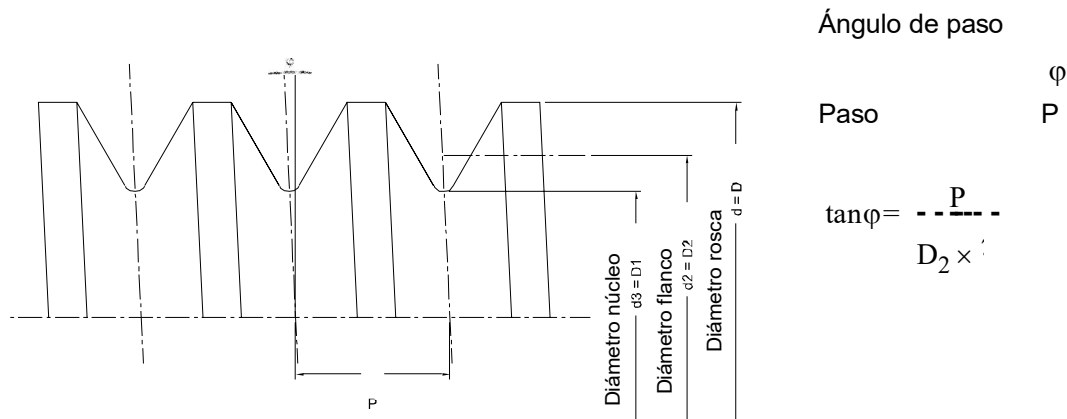 φ
P
Diámetro núcleo
d3 = D1
Diámetro flanco
d2 = D2
Diámetro rosca
d = D
Ángulo de paso
φ
Paso P
tanφ= P
D₂ ×